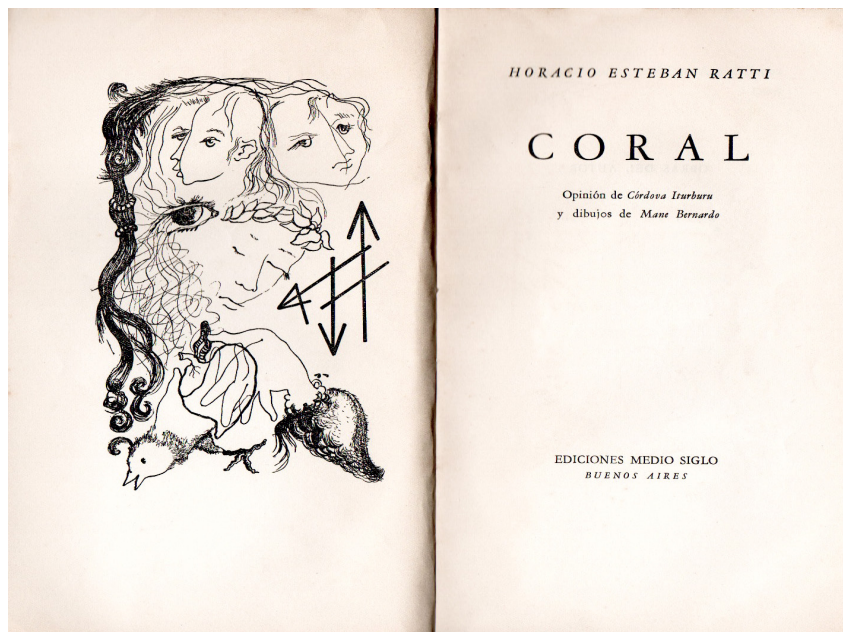 HORACIO ESTEBAN RATTI
CORAL
Opinión de Córdova Iturburu
y dibujos de Mane Bernardo
EDICIONES MEDIO SIGLO
BUENOS AIRES